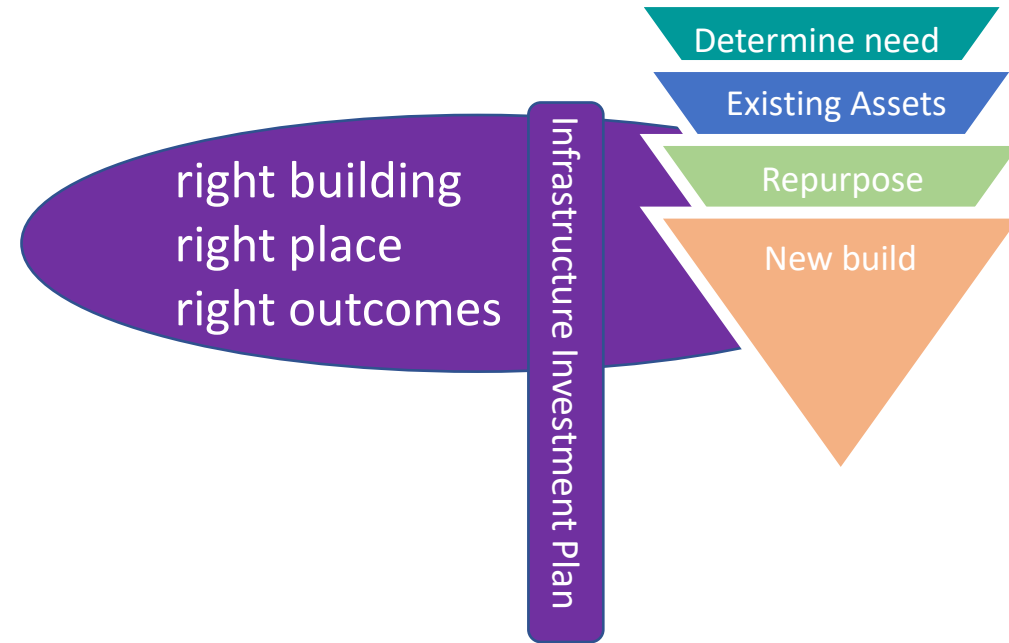 right building
right place
right outcomes
Infrastructure Investment Plan
Determine need
Existing Assets
Repurpose
New build